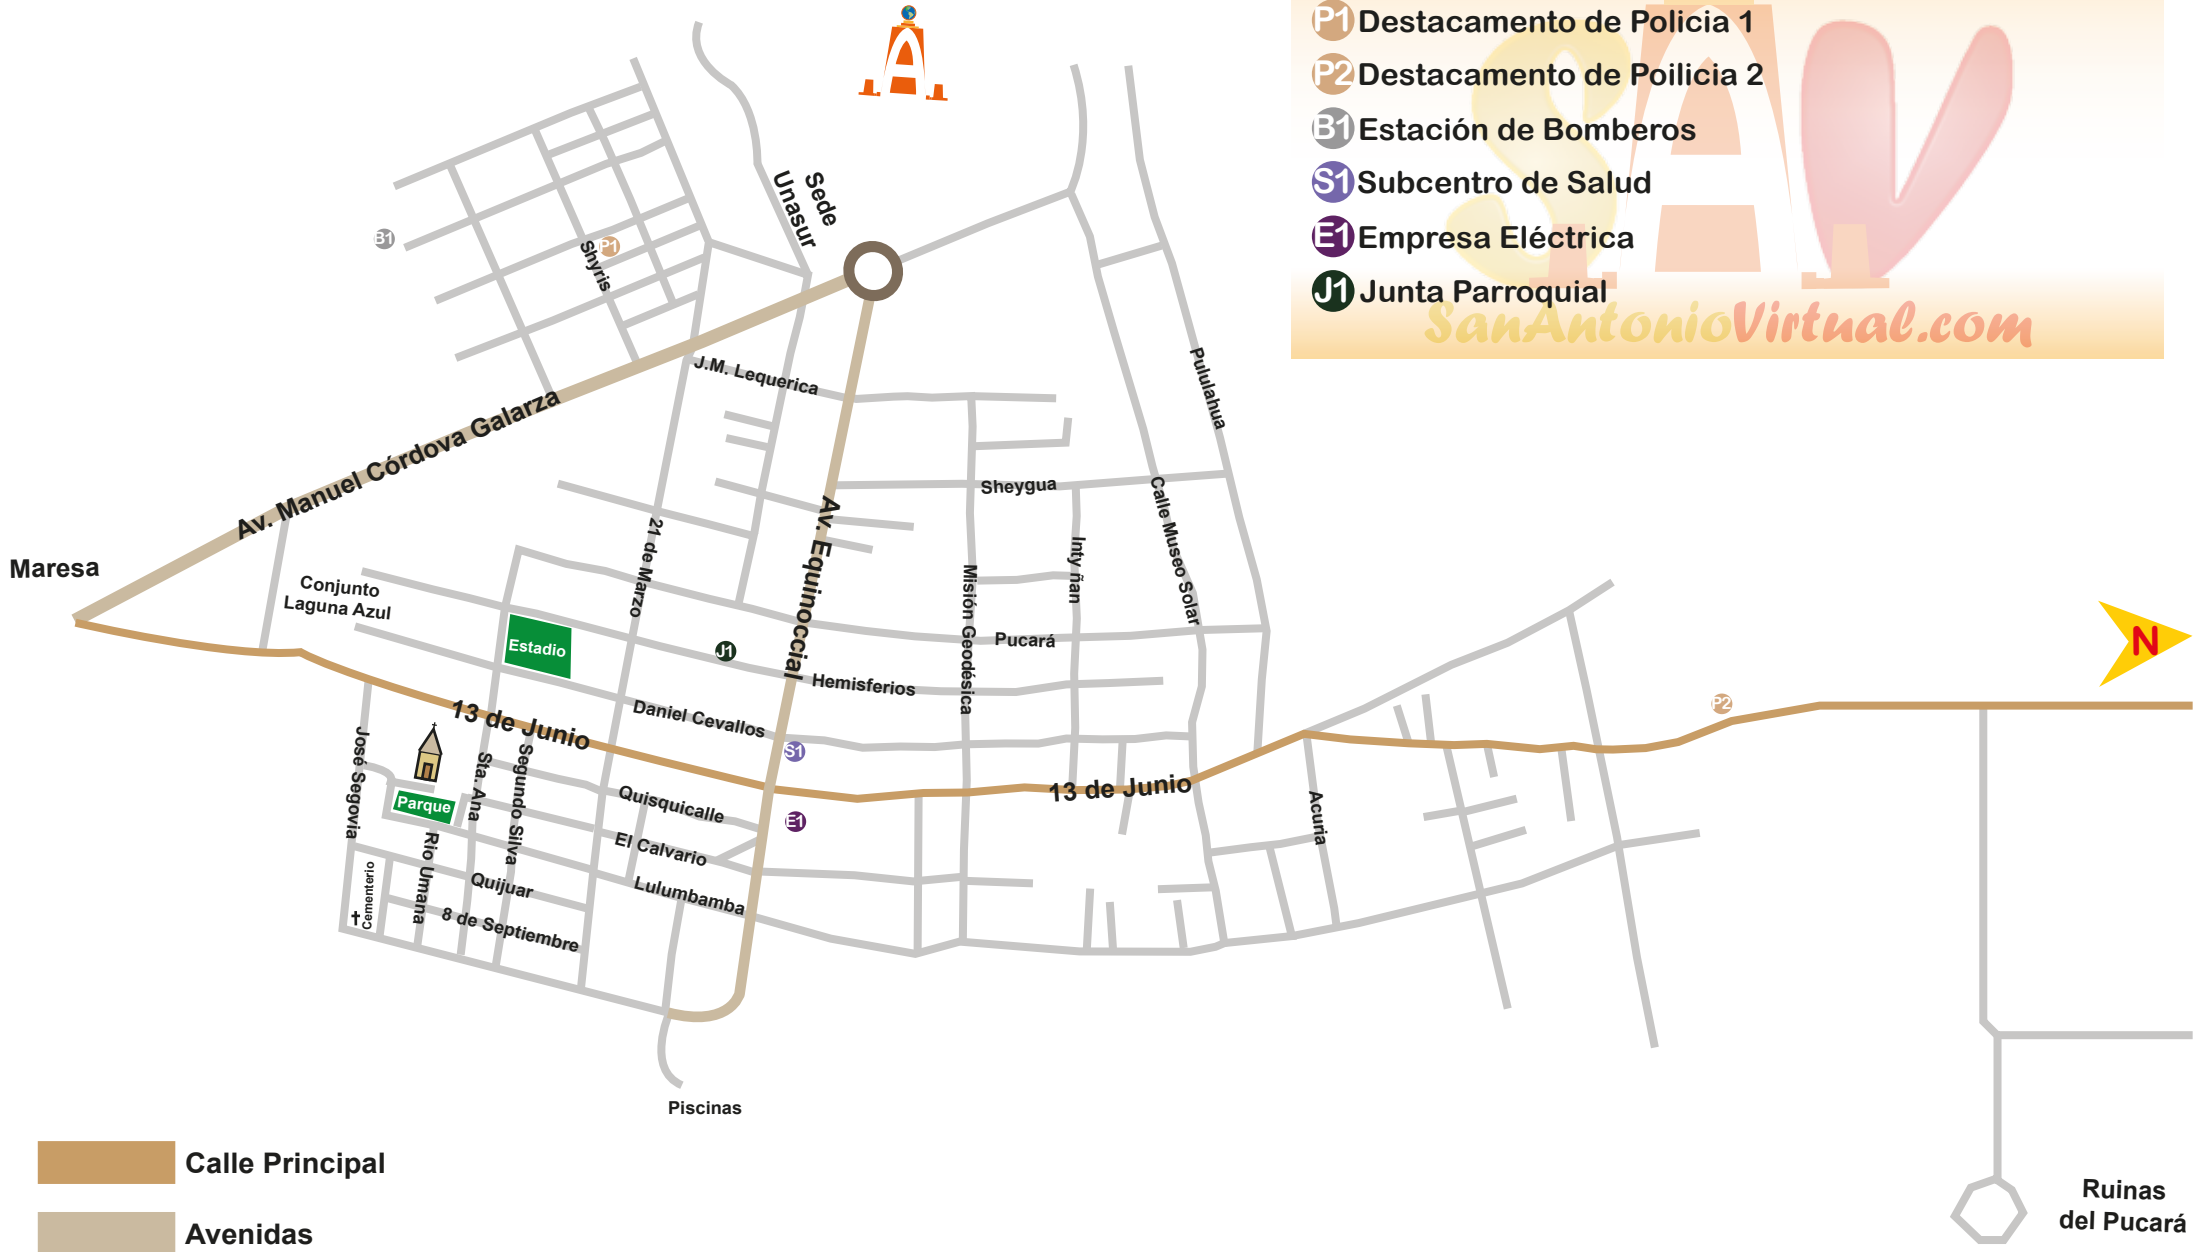 P1 Destacamento de Policia 1
P2 Destacamento de Poilicia 2
B1 Estación de Bomberos
S1 Subcentro de Salud
E1 Empresa Eléctrica
J1 Junta Parroquial
SAV
SanAntonioVirtual.com
Sede
Unasur
B1
P1
Shyris
J.M. Lequerica
Pululahua
Av. Manuel Córdova Galarza
Sheygua
Calle Museo Solar
Av. Equinoccial
21 de Marzo
Inty ñan
Misión Geodésica
Maresa
Conjunto
Laguna Azul
Estadio
J1
Pucará
Hemisferios
N
P2
13 de Junio
Daniel Cevallos
S1
José Segovia
Sta. Ana
Segundo Silva
Quisquicalle
13 de Junio
Parque
E1
Acuria
Rio Umana
El Calvario
Cementerio
Quijuar
Lulumbamba
8 de Septiembre
Piscinas
Calle Principal
Avenidas
Ruinas
del Pucará